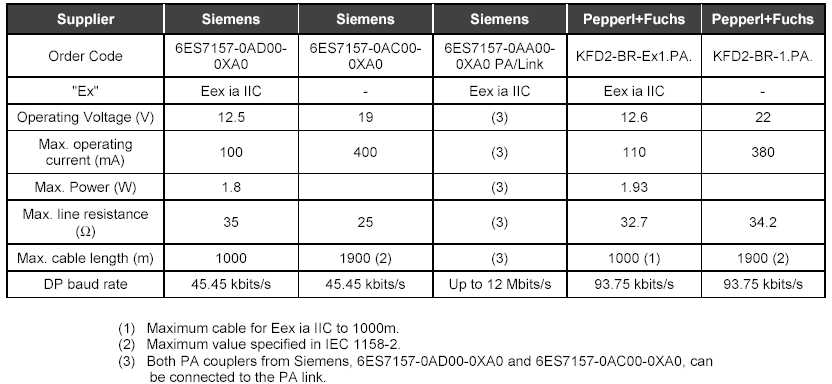 Supplier Siemens Siemens Siemens Pepperl+Fuchs Pepperl+Fuchs
Order Code 6ES7157-0AD00-0XA0 6ES7157-0AC00-0XA0 6ES7157-0AA00-0XA0 PA/Link KFD2-BR-Ex1.PA. KFD2-BR-1.PA.
"Ex" Eex ia IIC - Eex ia IIC Eex ia IIC -
Operating Voltage (V) 12.5 19 (3) 12.6 22
Max. operating current (mA) 100 400 (3) 110 380
Max. Power (W) 1.8 (3) 1.93
Max. line resistance (Ω) 35 25 (3) 32.7 34.2
Max. cable length (m) 1000 1900 (2) (3) 1000 (1) 1900 (2)
DP baud rate 45.45 kbits/s 45.45 kbits/s Up to 12 Mbits/s 93.75 kbits/s 93.75 kbits/s
(1) Maximum cable for Eex ia IIC to 1000m.
(2) Maximum value specified in IEC 1158-2.
(3) Both PA couplers from Siemens, 6ES7157-0AD00-0XA0 and 6ES7157-0AC00-0XA0, can
be connected to the PA link.